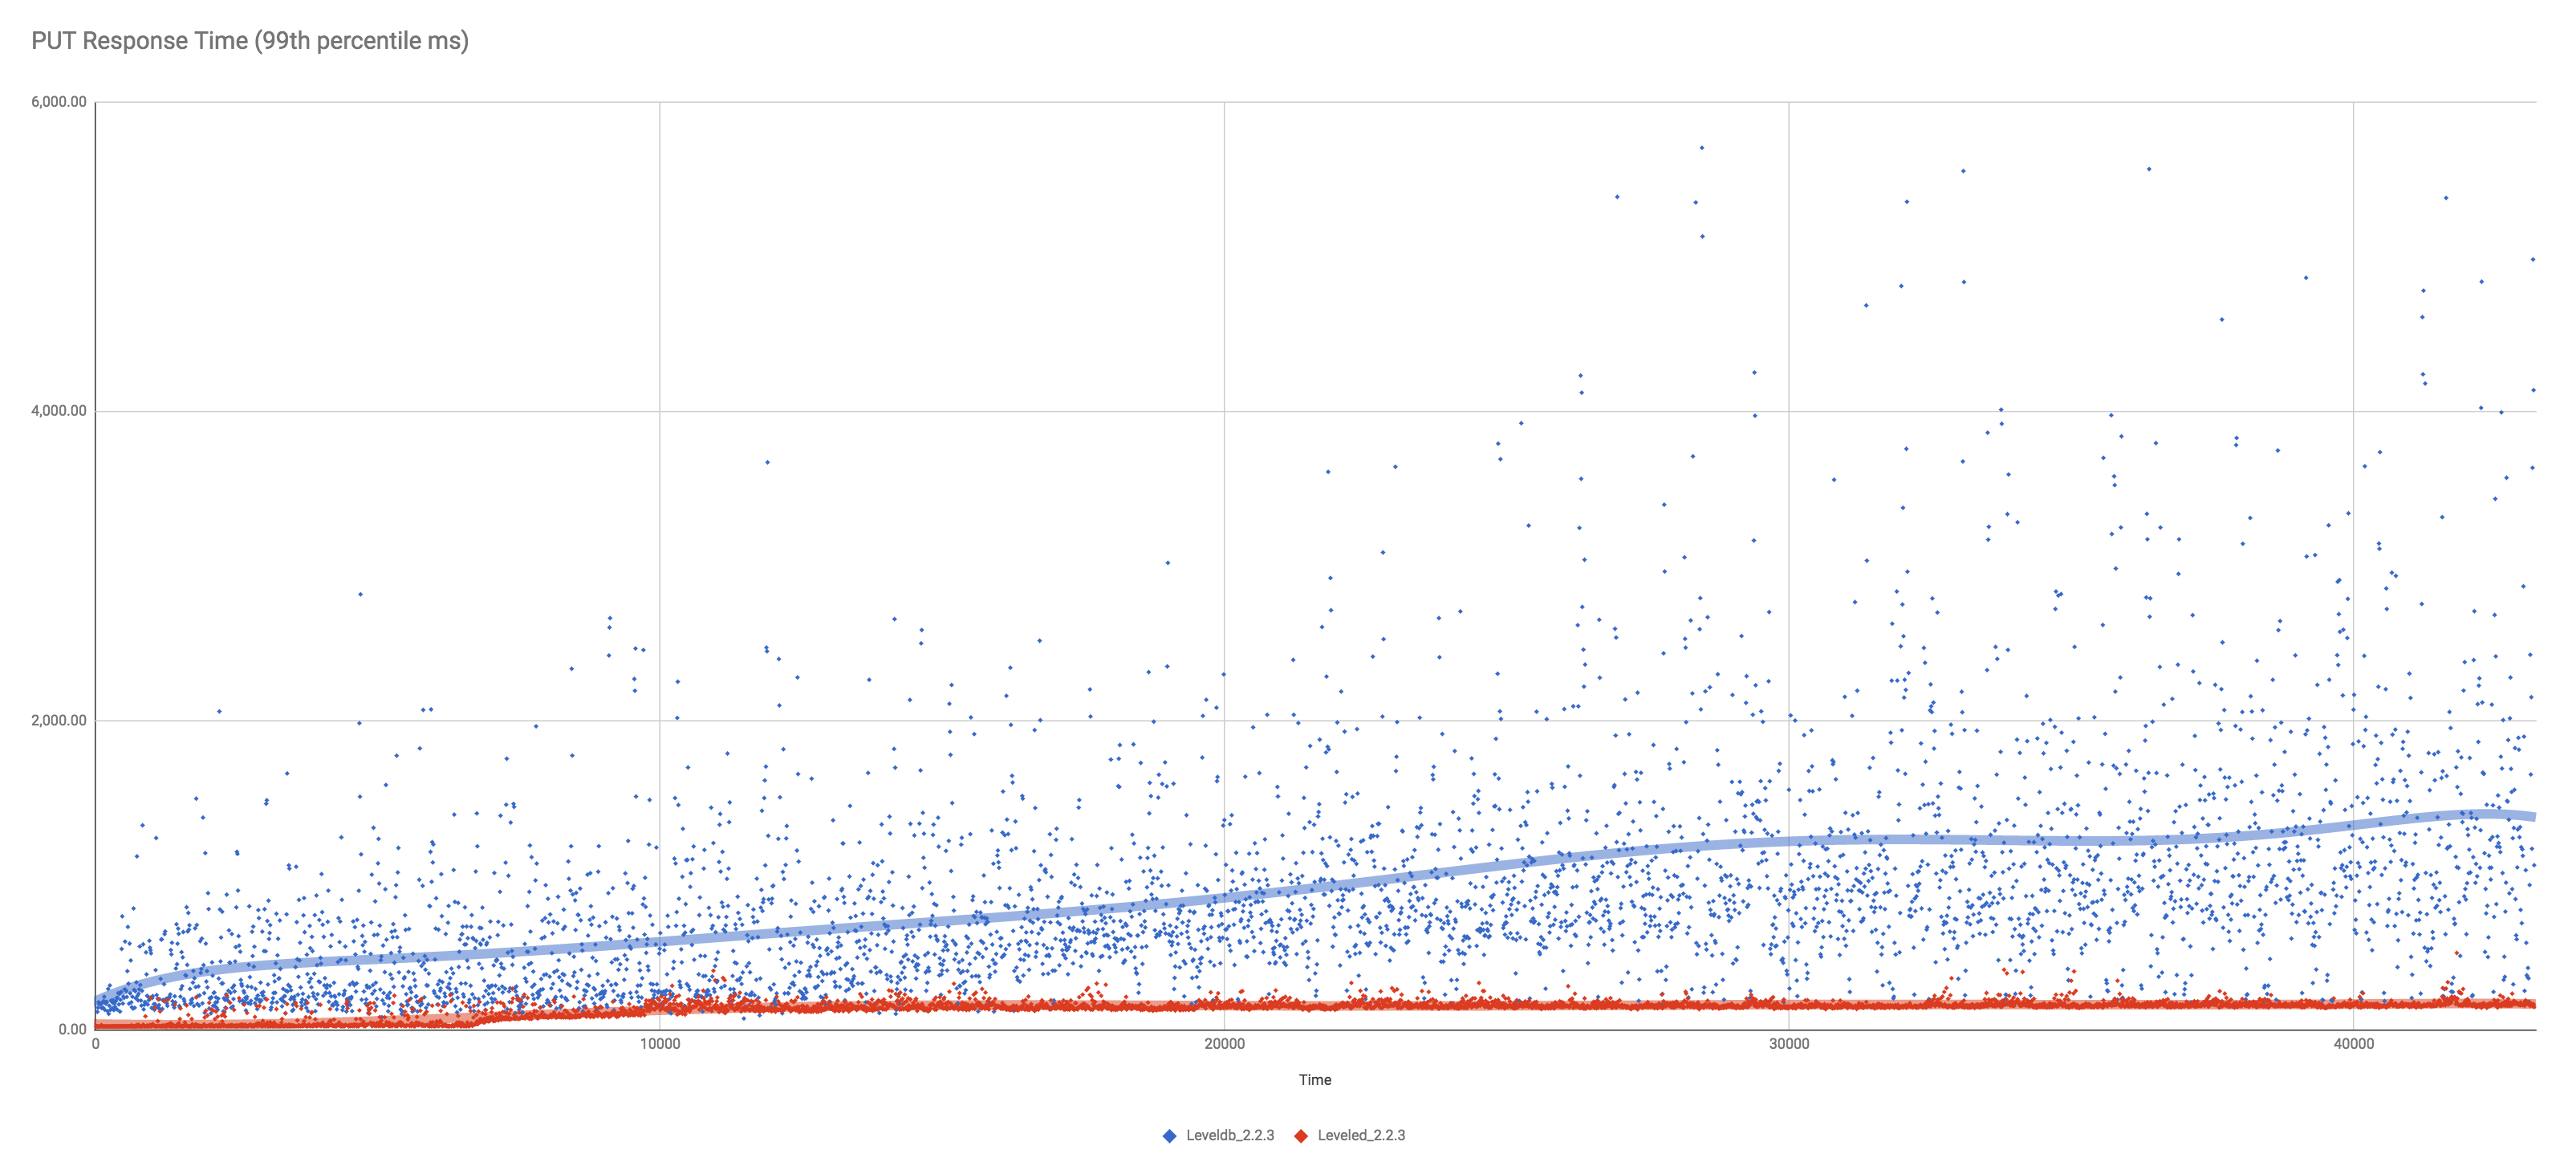 PUT Response Time (99th percentile ms)
6,000.00
4,000.00
2,000.00
0.00
0 10000 20000 30000 40000
Time
Leveldb_2.2.3 Leveled_2.2.3